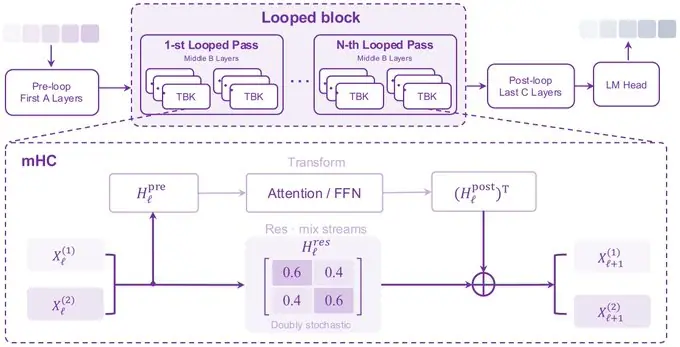 Looped block
1-st Looped Pass
Middle B Layers
TBK
TBK
...
N-th Looped Pass
Middle B Layers
TBK
TBK
Pre-loop
First A Layers
Post-loop
Last C Layers
LM Head
mHC
Transform
H_ℓ^pre
Attention / FFN
(H_ℓ^post)^T
Res · mix streams
H_ℓ^res
X_ℓ^(1)
X_ℓ^(2)
0.6 0.4
0.4 0.6
Doubly stochastic
X_ℓ+1^(1)
X_ℓ+1^(2)